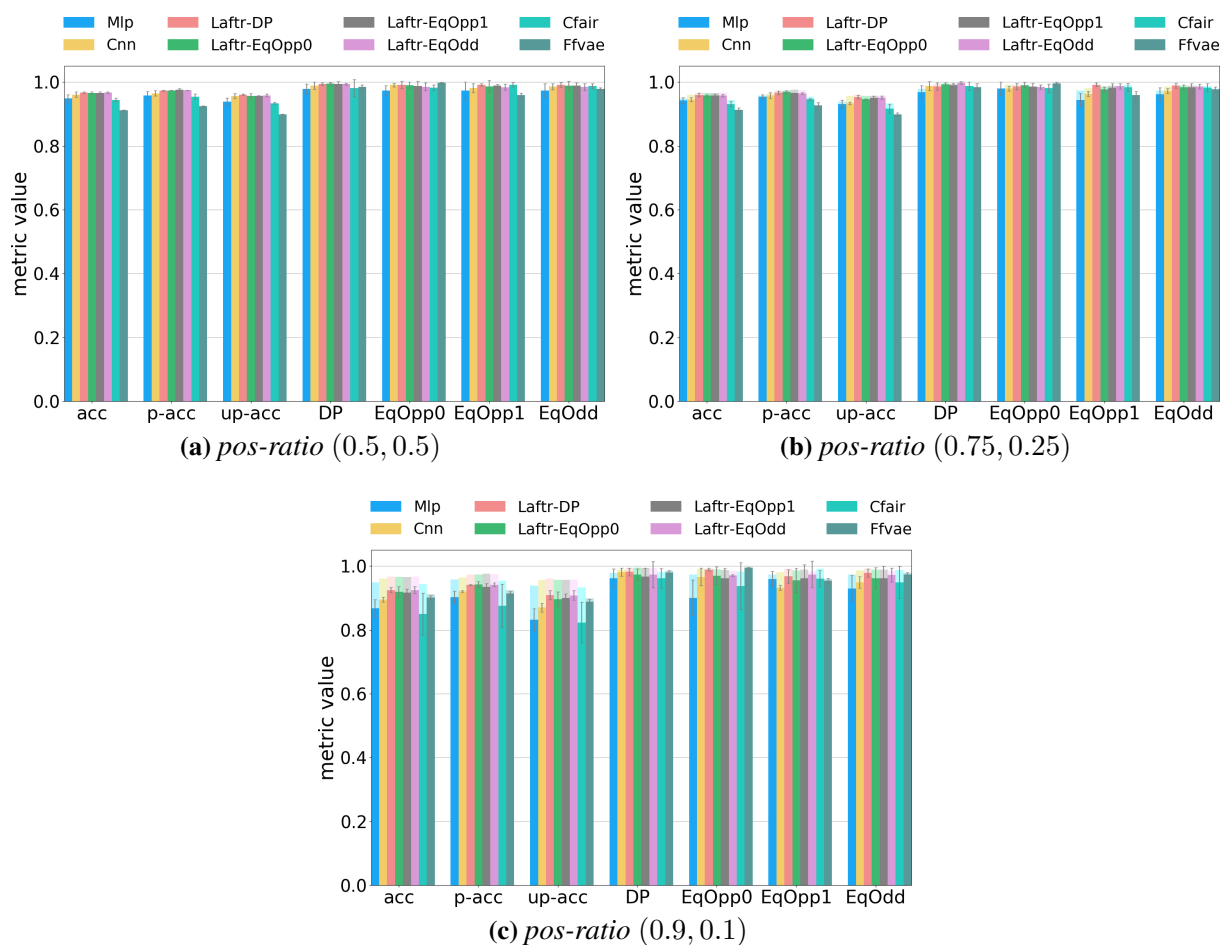 Mlp Laftr-DP Laftr-EqOpp1 Cfair
Cnn Laftr-EqOpp0 Laftr-EqOdd Ffvae
1.0
0.8
0.6
0.4
0.2
0.0
metric value
acc p-acc up-acc DP EqOpp0 EqOpp1 EqOdd
(a) pos-ratio (0.5, 0.5)
Mlp Laftr-DP Laftr-EqOpp1 Cfair
Cnn Laftr-EqOpp0 Laftr-EqOdd Ffvae
1.0
0.8
0.6
0.4
0.2
0.0
metric value
acc p-acc up-acc DP EqOpp0 EqOpp1 EqOdd
(b) pos-ratio (0.75, 0.25)
Mlp Laftr-DP Laftr-EqOpp1 Cfair
Cnn Laftr-EqOpp0 Laftr-EqOdd Ffvae
1.0
0.8
0.6
0.4
0.2
0.0
metric value
acc p-acc up-acc DP EqOpp0 EqOpp1 EqOdd
(c) pos-ratio (0.9, 0.1)